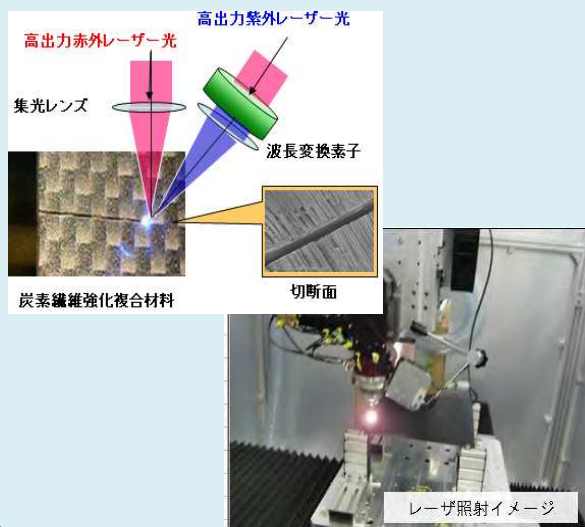 高出力紫外レーザー光
高出力赤外レーザー光
集光レンズ
波長変換素子
炭素繊維強化複合材料
切断面
レーザ照射イメージ